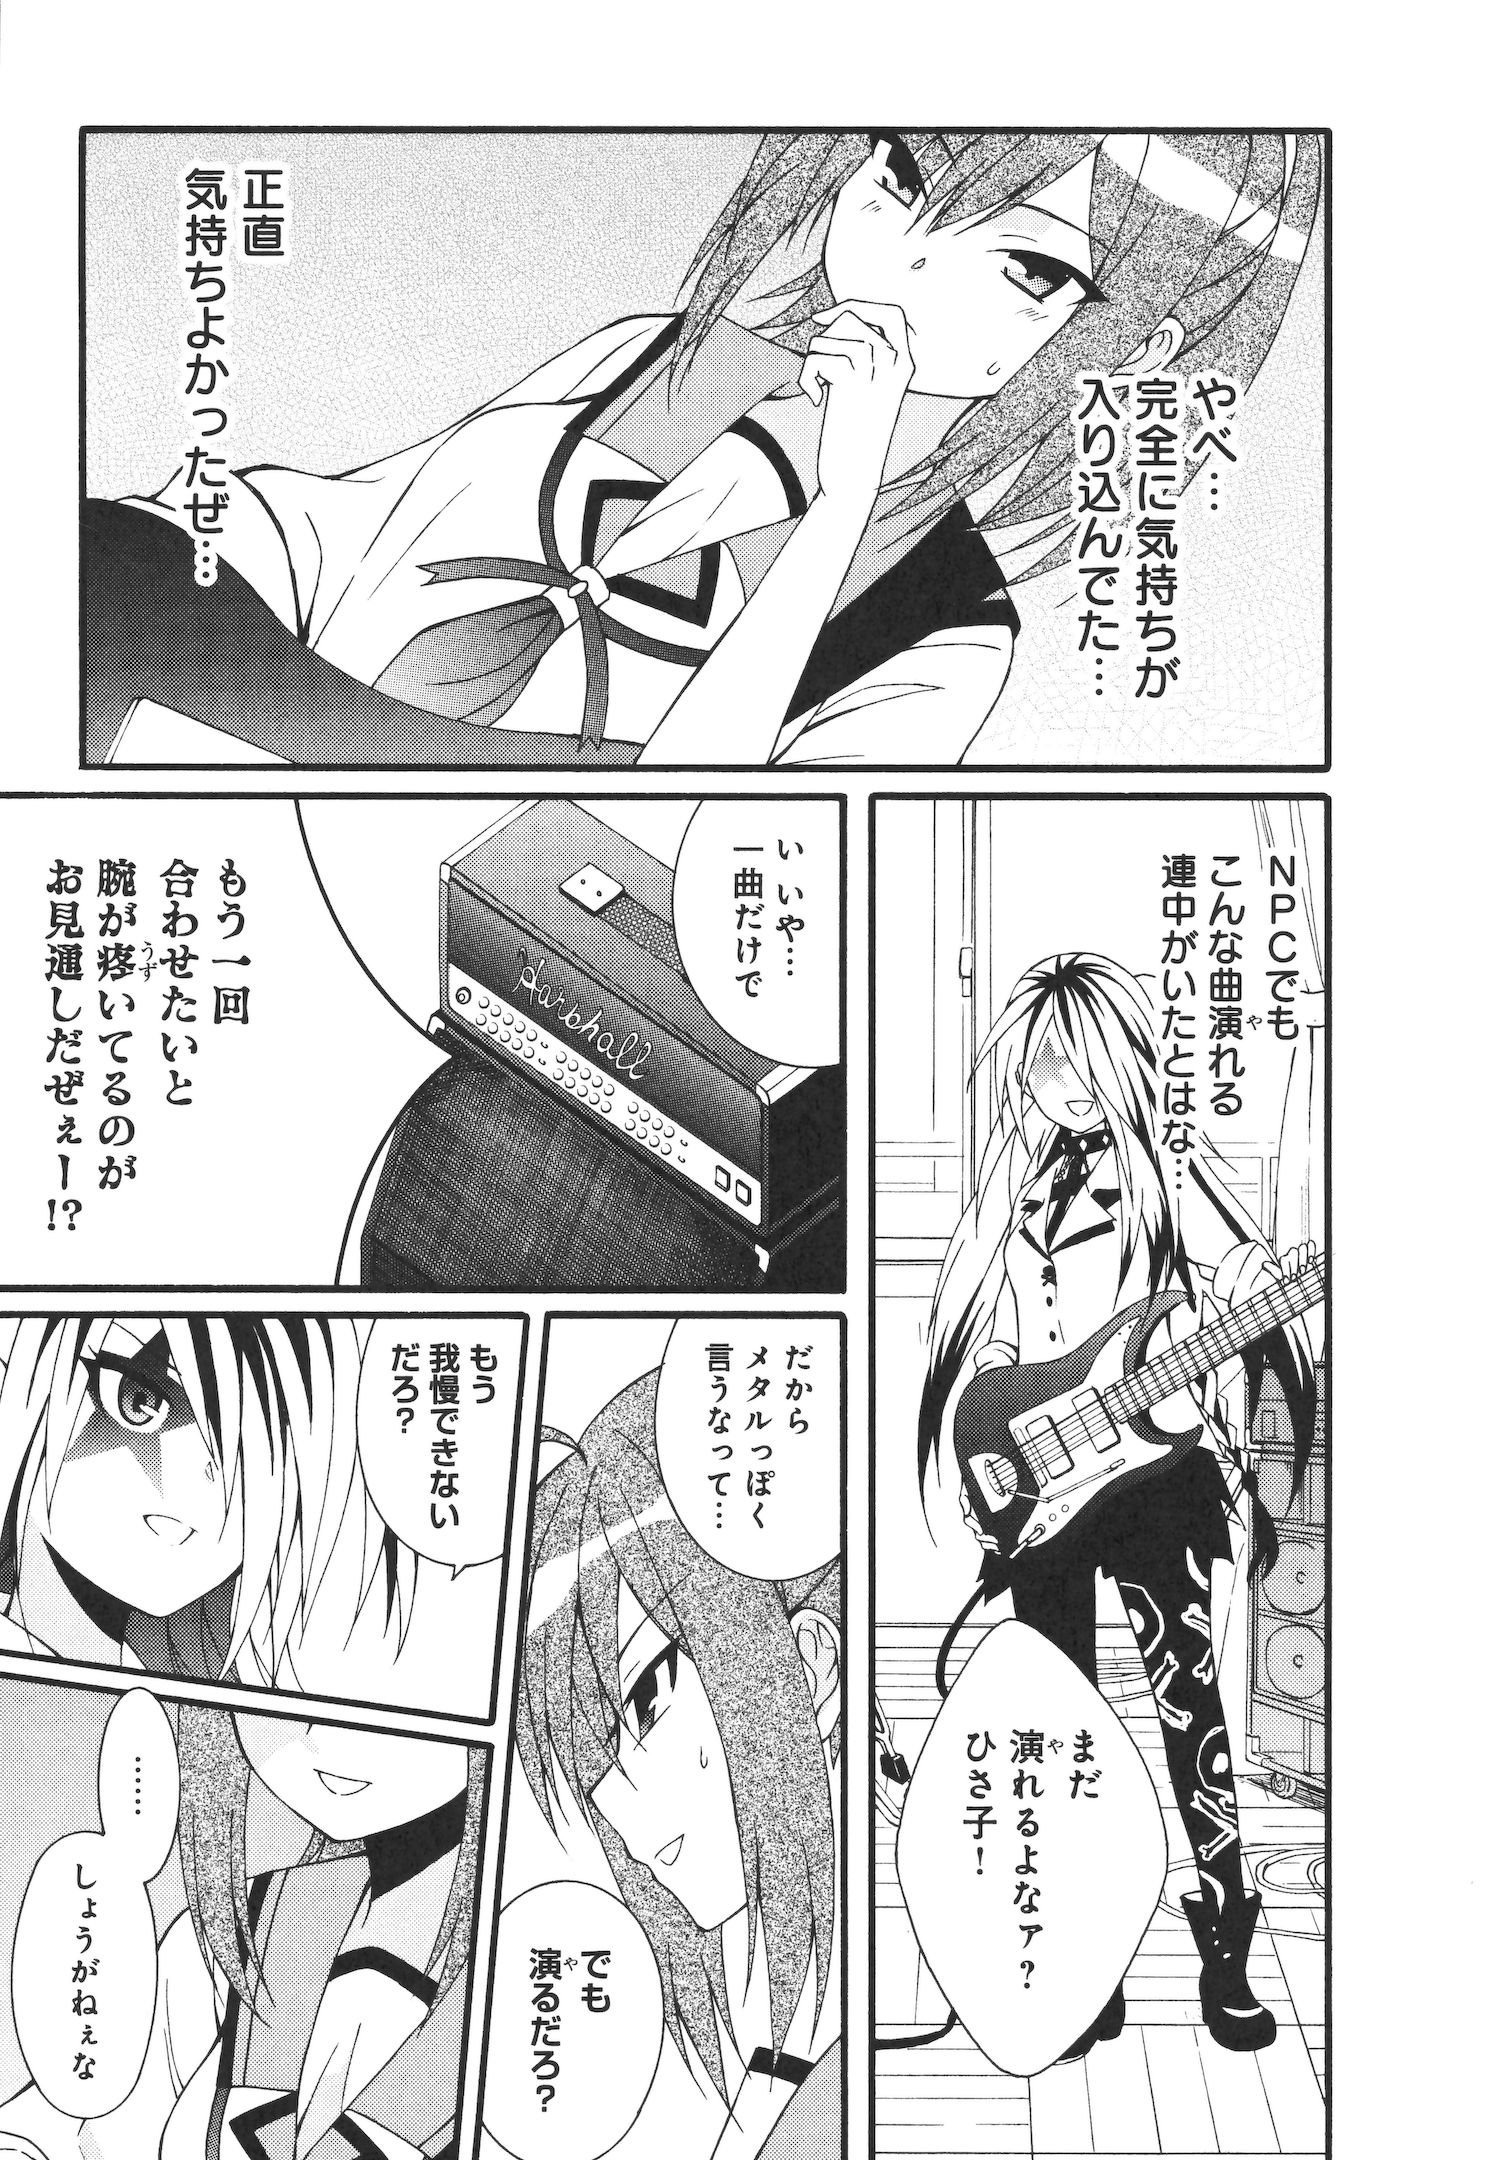 やべ…
完全に気持ちが
入り込んでた…
正直
気持ちよかったぜ…
NPCでも
こんな曲演れる
連中がいたとはな…
や
まだ
演れるよなァ?
ひさ子!
や
い いや…
一曲だけで
Harshall
もう一回
合わせたいと
腕が疼いてるのが
お見通しだぜぇー!?
うず
だから
メタルっぽく
言うなって…
でも
演るだろ?
や
もう
我慢できない
だろ?
……
しょうがねぇな